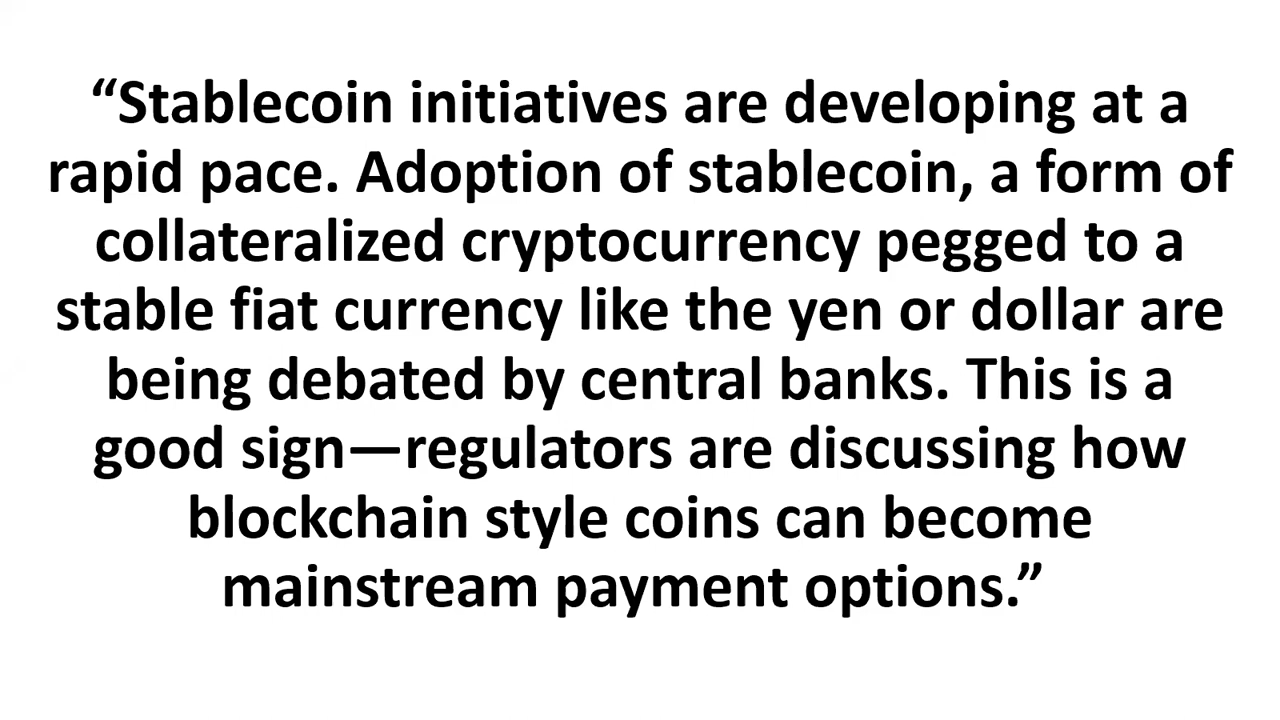 “Stablecoin initiatives are developing at a
rapid pace. Adoption of stablecoin, a form of
collateralized cryptocurrency pegged to a
stable fiat currency like the yen or dollar are
being debated by central banks. This is a
good sign—regulators are discussing how
blockchain style coins can become
mainstream payment options.”